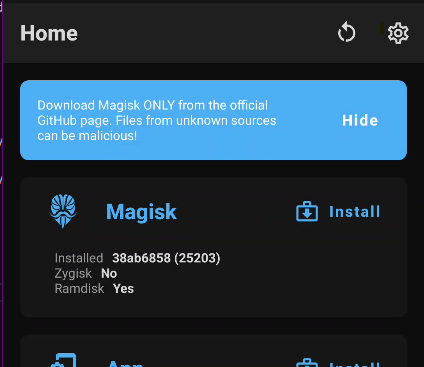 Home
Download Magisk ONLY from the official
GitHub page. Files from unknown sources
can be malicious!
Hide
Magisk
Install
Installed 38ab6858 (25203)
Zygisk No
Ramdisk Yes
App
Install